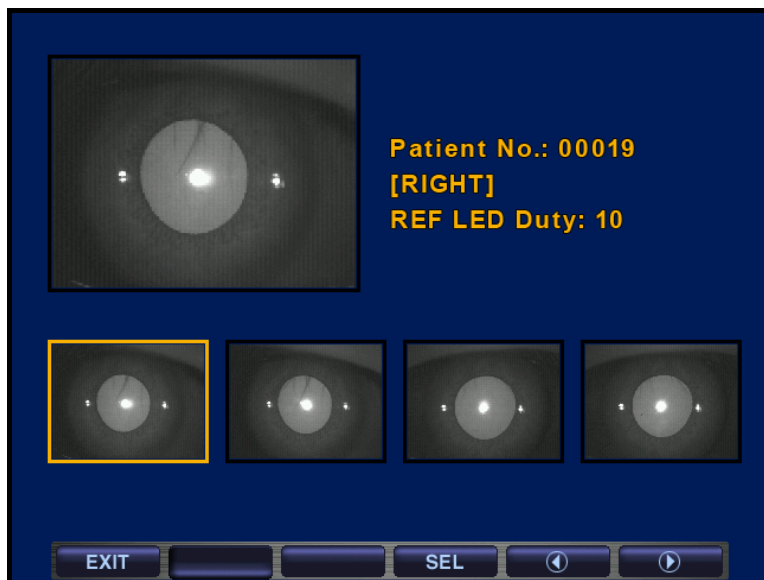 Patient No.: 00019
[RIGHT]
REF LED Duty: 10
EXIT
SEL